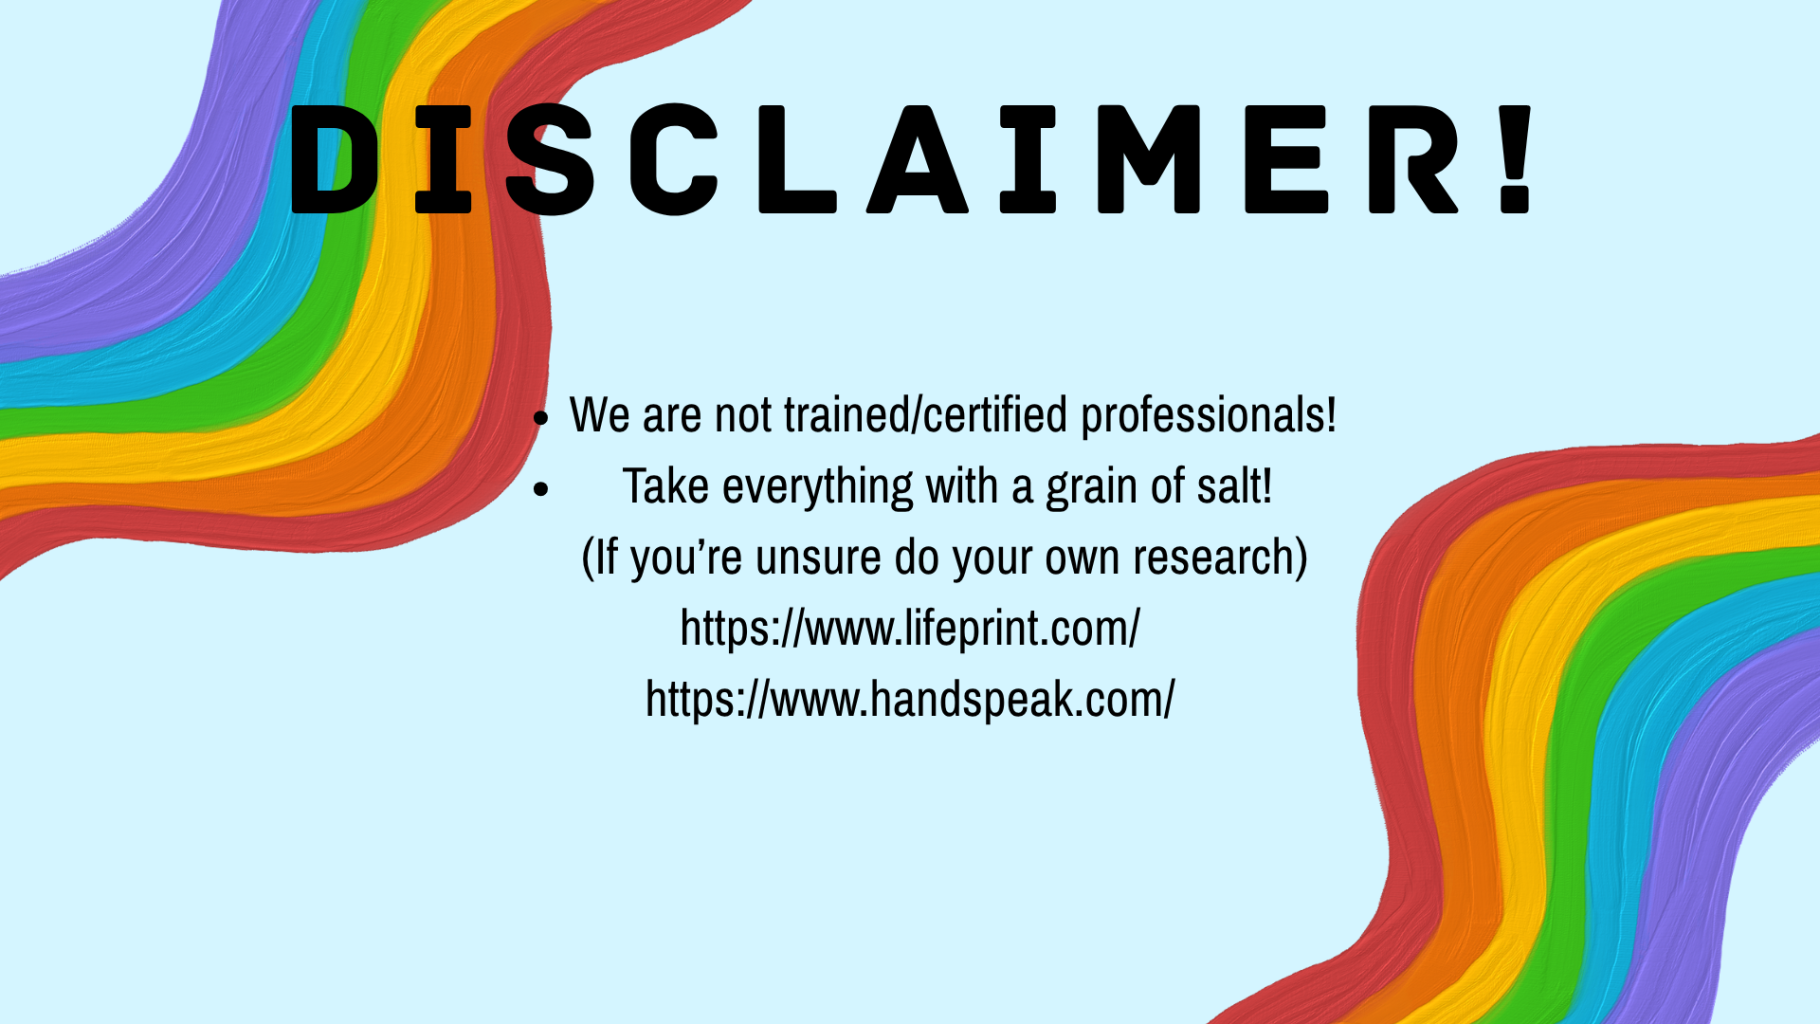 DISCLAIMER!
• We are not trained/certified professionals!
• Take everything with a grain of salt!
(If you’re unsure do your own research)
https://www.lifeprint.com/
https://www.handspeak.com/